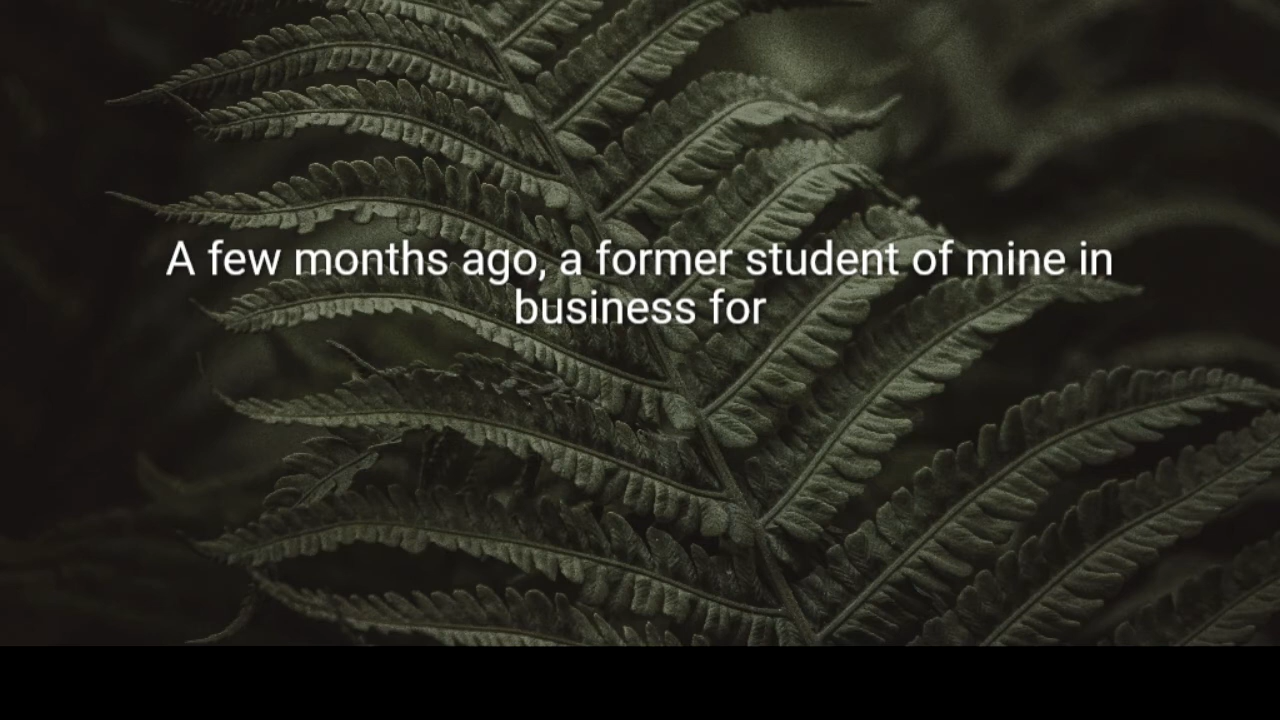 A few months ago, a former student of mine in
business for